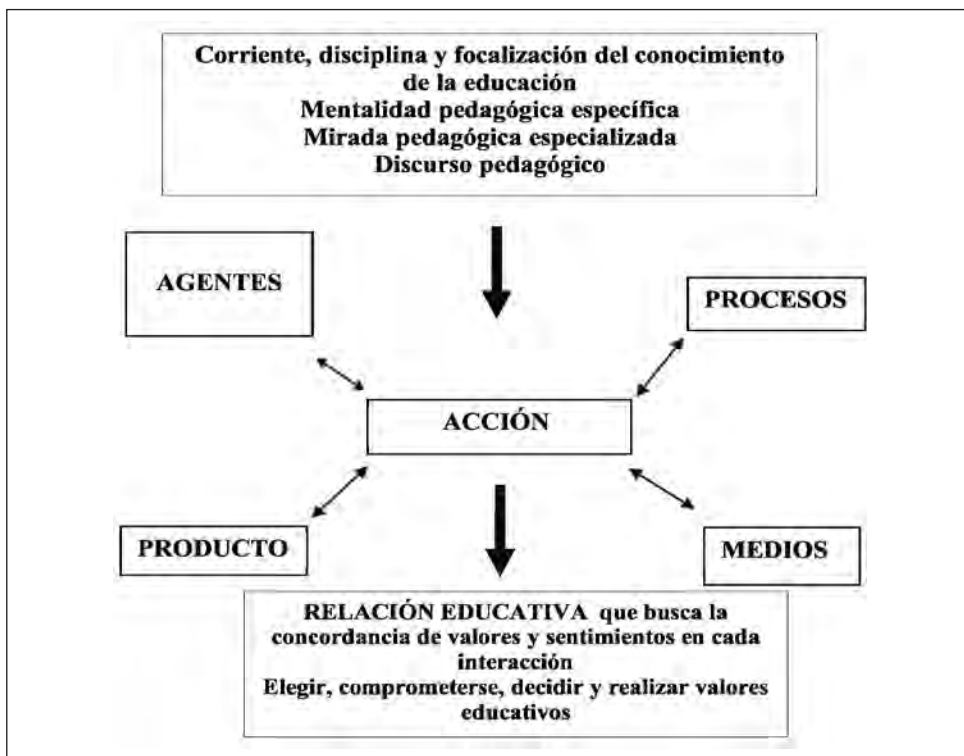 Corriente, disciplina y focalización del conocimiento
de la educación
Mentalidad pedagógica específica
Mirada pedagógica especializada
Discurso pedagógico
AGENTES
PROCESOS
ACCIÓN
PRODUCTO
MEDIOS
RELACIÓN EDUCATIVA que busca la
concordancia de valores y sentimientos en cada
interacción
Elegir, comprometerse, decidir y realizar valores
educativos